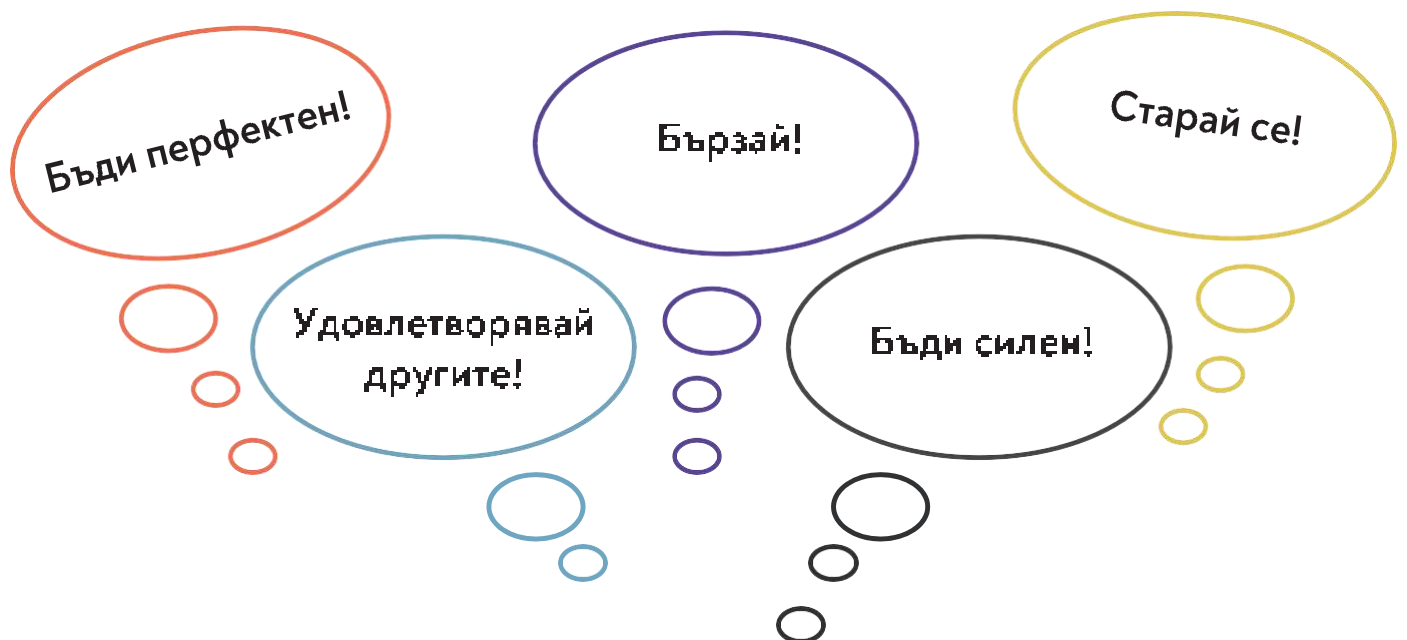 Бъди перфектен!
Бързай!
Старай се!
Удовлетворявай
другите!
Бъди силен!